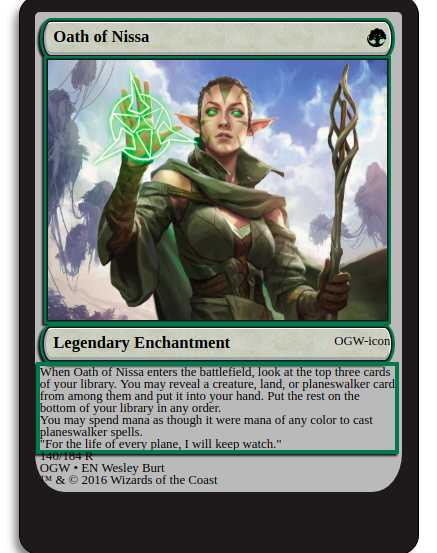 Oath of Nissa
Legendary Enchantment
OGW-icon
When Oath of Nissa enters the battlefield, look at the top three cards
of your library. You may reveal a creature, land, or planeswalker card
from among them and put it into your hand. Put the rest on the
bottom of your library in any order.
You may spend mana as though it were mana of any color to cast
planeswalker spells.
"For the life of every plane, I will keep watch."
140/184 R
OGW • EN Wesley Burt
™ & © 2016 Wizards of the Coast